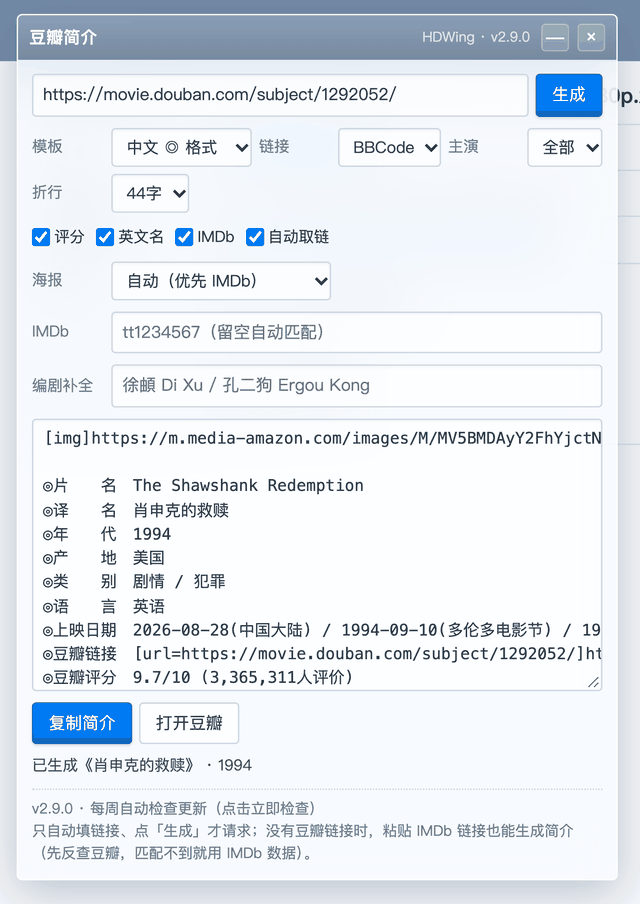 豆瓣简介 HDWing · v2.9.0 — ×
https://movie.douban.com/subject/1292052/ 生成
模板 中文 ◎ 格式 链接 BBCode 主演 全部
折行 44字
评分 英文名 IMDb 自动取链
海报 自动（优先 IMDb）
IMDb tt1234567（留空自动匹配）
编剧补全 徐頔 Di Xu / 孔二狗 Ergou Kong
[img]https://m.media-amazon.com/images/M/MV5BMDAyY2FhYjctN
◎片　　名 The Shawshank Redemption
◎译　　名 肖申克的救赎
◎年　　代 1994
◎产　　地 美国
◎类　　别 剧情 / 犯罪
◎语　　言 英语
◎上映日期 2026-08-28(中国大陆) / 1994-09-10(多伦多电影节) / 19
◎豆瓣链接 [url=https://movie.douban.com/subject/1292052/]ht
◎豆瓣评分 9.7/10 (3,365,311人评价)
复制简介 打开豆瓣
已生成《肖申克的救赎》 · 1994
v2.9.0 · 每周自动检查更新（点击立即检查）
只自动填链接、点「生成」才请求；没有豆瓣链接时，粘贴 IMDb 链接也能生成简介
（先反查豆瓣，匹配不到就用 IMDb 数据）。